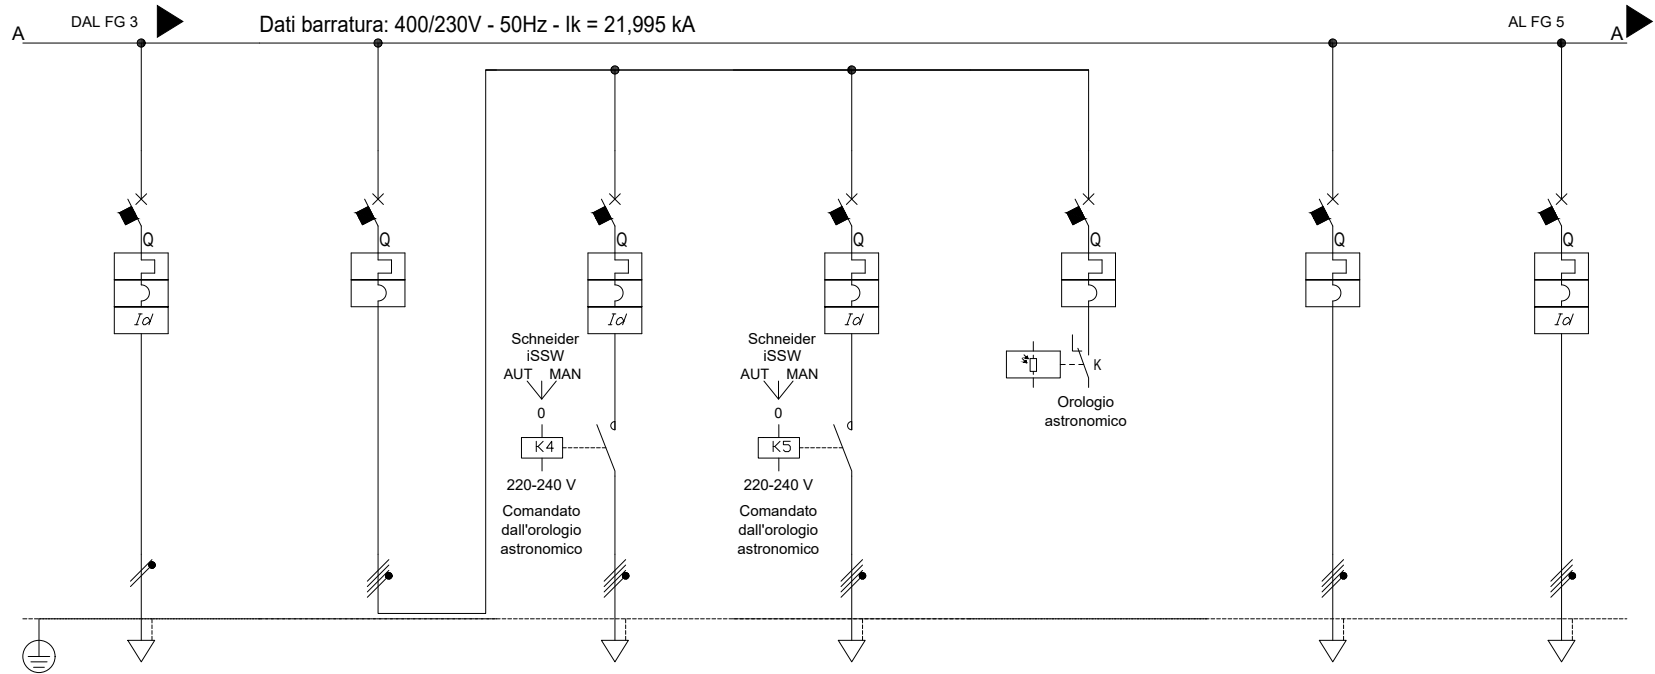 DAL FG 3
Dati barratura: 400/230V - 50Hz - Ik = 21,995 kA
AL FG 5
A
A
Q
Q
Q
Q
Q
Q
Q
Id
Id
Id
Id
Schneider
iSSW
AUT MAN
0
K4
220-240 V
Comandato
dall'orologio
astronomico
Schneider
iSSW
AUT MAN
0
K5
220-240 V
Comandato
dall'orologio
astronomico
K
Orologio
astronomico